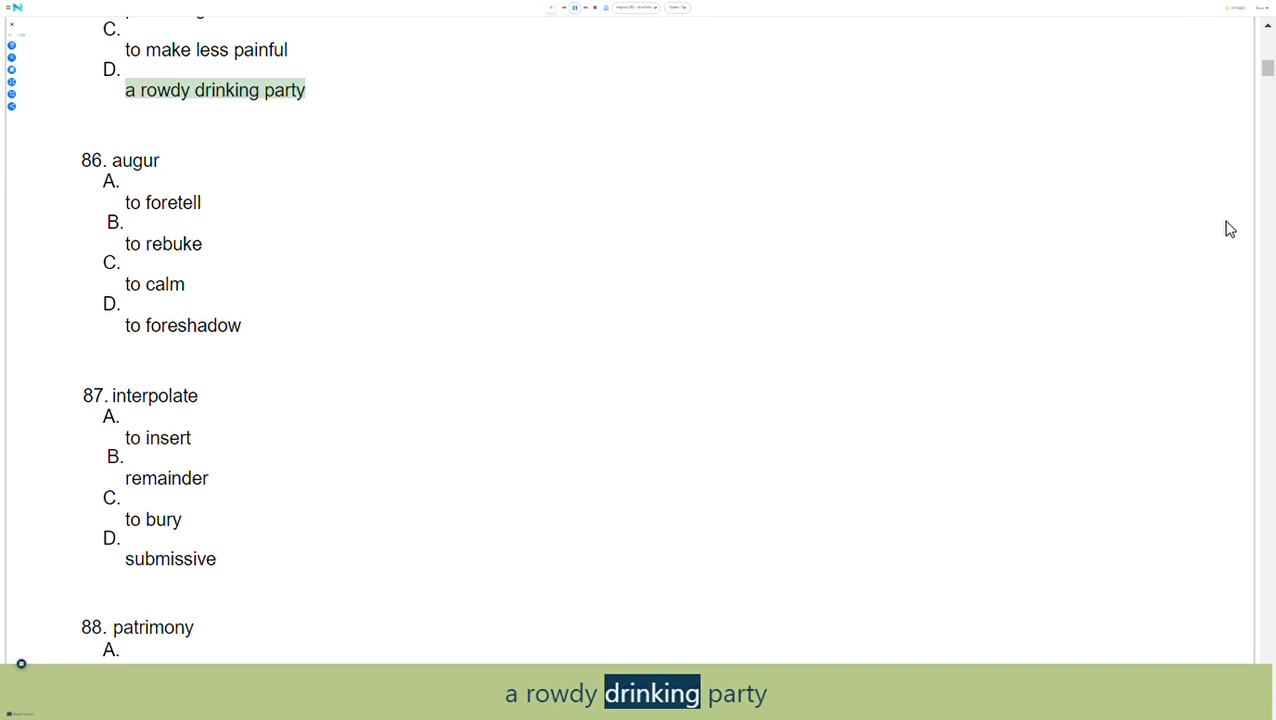 C.
to make less painful
D.
a rowdy drinking party
86. augur
A.
to foretell
B.
to rebuke
C.
to calm
D.
to foreshadow
87. interpolate
A.
to insert
B.
remainder
C.
to bury
D.
submissive
88. patrimony
A.
a rowdy drinking party